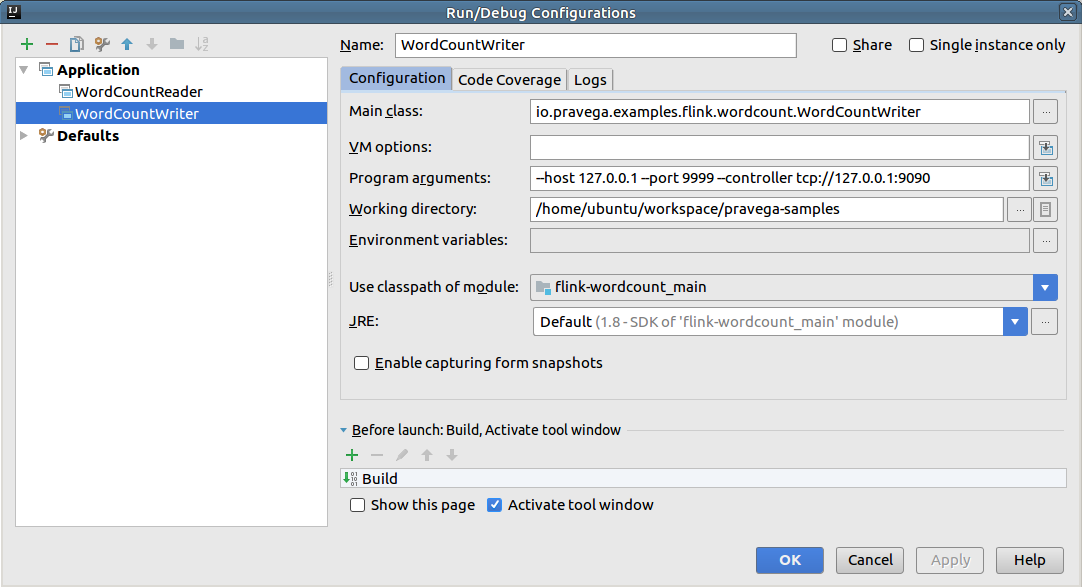 Run/Debug Configurations
Name: WordCountWriter Share Single instance only
Application
WordCountReader
WordCountWriter
Defaults
Configuration Code Coverage Logs
Main class: io.pravega.examples.flink.wordcount.WordCountWriter ...
VM options:
Program arguments: --host 127.0.0.1 --port 9999 --controller tcp://127.0.0.1:9090
Working directory: /home/ubuntu/workspace/pravega-samples ...
Environment variables: ...
Use classpath of module: flink-wordcount_main
JRE: Default (1.8 - SDK of 'flink-wordcount_main' module) ...
Enable capturing form snapshots
Before launch: Build, Activate tool window
Build
Show this page Activate tool window
OK Cancel Apply Help